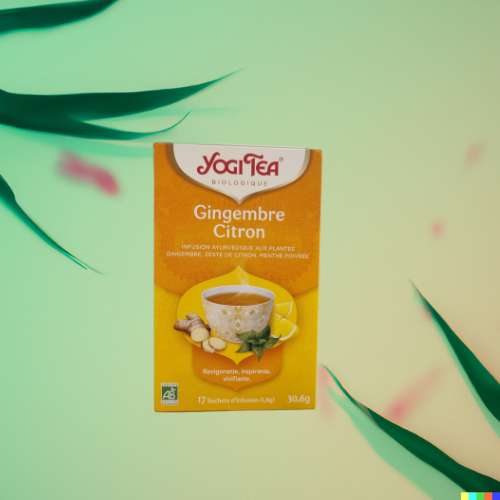 YOGI TEA®
BIOLOGIQUE
Gingembre
Citron
INFUSION AYURVÉDIQUE AUX PLANTES
GINGEMBRE, ZESTE DE CITRON, MENTHE POIVRÉE
Revigorante, inspirante,
vivifiante.
AB
17 Sachets d'infusion (1,8g) 30,6g